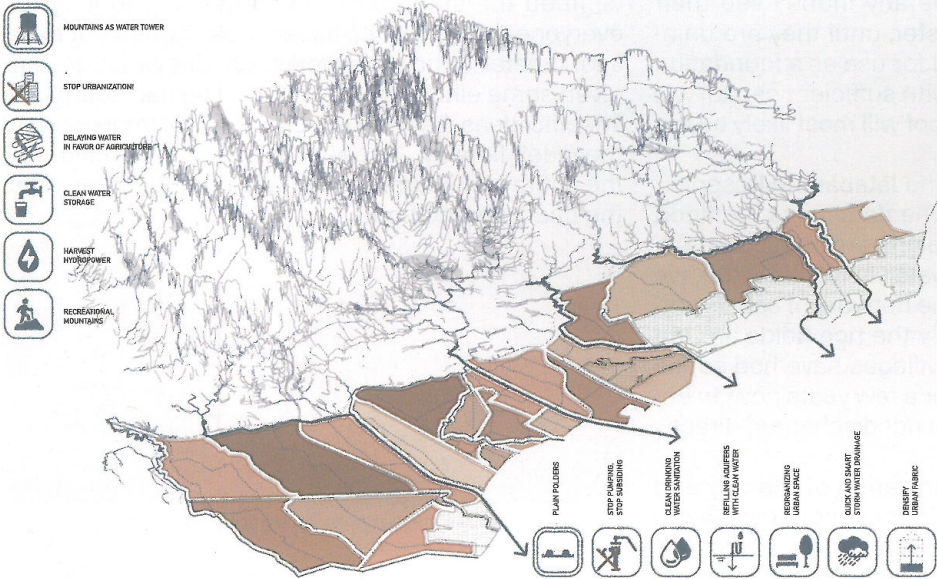 MOUNTAINS AS WATER TOWER
STOP URBANIZATION!
DELAYING WATER
IN FAVOR OF AGRICULTURE
CLEAN WATER
STORAGE
HARVEST
HYDROPOWER
RECREATIONAL
MOUNTAINS
PLAIN POLDERS
STOP PUMPING,
STOP SUBSIDING
CLEAN DRINKING
WATER SANITATION
REFILLING AQUIFERS
WITH CLEAN WATER
REORGANIZING
URBAN SPACE
QUICK AND SMART
STORM WATER DRAINAGE
DENSIFY
URBAN FABRIC